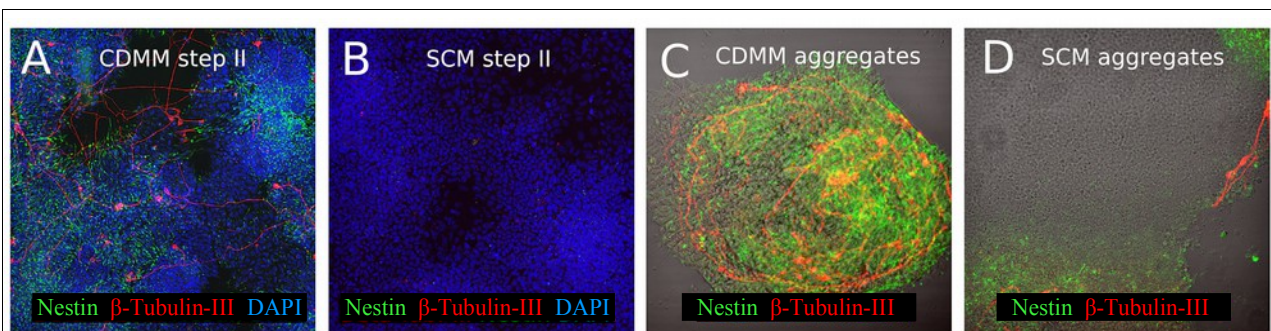 A CDMM step II
Nestin β-Tubulin-III DAPI
B SCM step II
Nestin β-Tubulin-III DAPI
C CDMM aggregates
Nestin β-Tubulin-III
D SCM aggregates
Nestin β-Tubulin-III